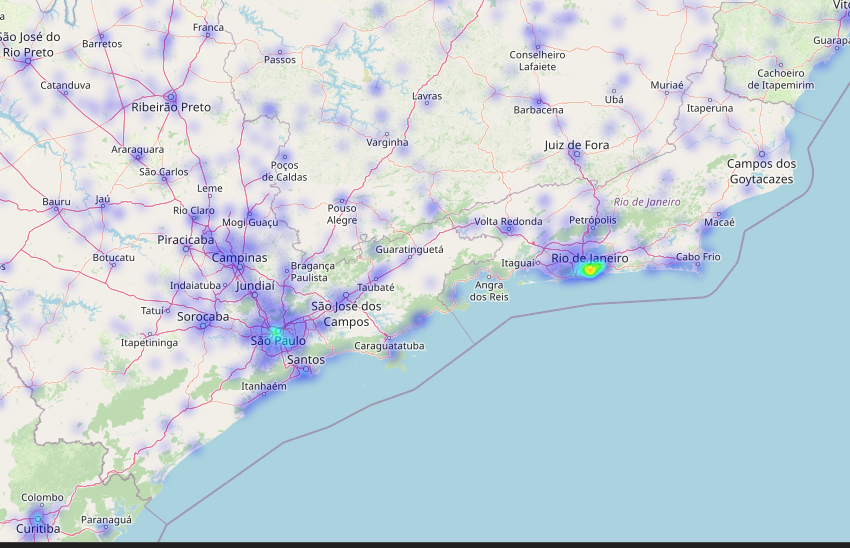 Franca
São José do
Rio Preto
Barretos
Passos
Conselheiro
Lafaiete
Guarapa
Cachoeiro
de Itapemirim
Catanduva
Ribeirão Preto
Lavras
Barbacena
Ubá
Muriaé
Itaperuna
Varginha
Juiz de Fora
Araraquara
São Carlos
Poços
de Caldas
Campos dos
Goytacazes
Leme
Bauru
Jaú
Rio Claro
Mogi Guaçu
Pouso
Alegre
Volta Redonda
Petrópolis
Rio de Janeiro
Macaé
Piracicaba
Campinas
Guaratinguetá
Botucatu
Bragança
Paulista
Itaguaí
Rio de Janeiro
Cabo Frio
Indaiatuba
Jundiaí
Taubaté
Angra
dos Reis
Tatuí
Sorocaba
São José dos
Campos
Itapetininga
São Paulo
Caraguatatuba
Santos
Itanhaém
Colombo
Curitiba
Paranaguá